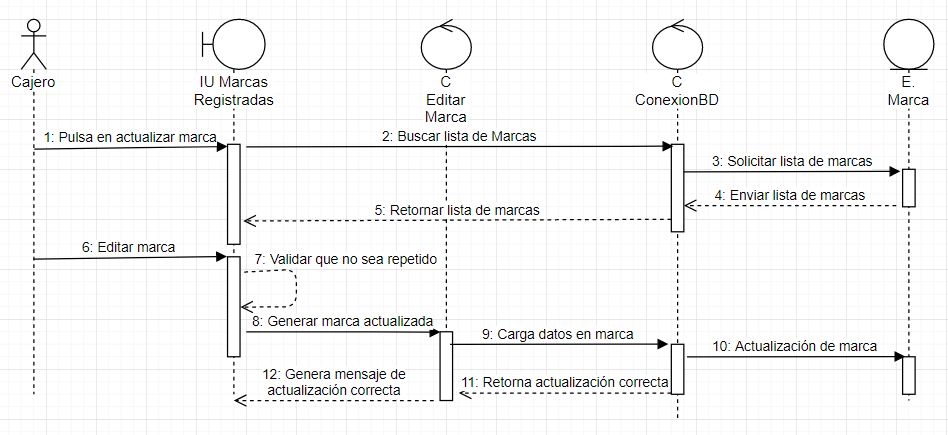 Cajero
IU Marcas
Registradas
C
Editar
Marca
C
ConexionBD
E.
Marca
1: Pulsa en actualizar marca
2: Buscar lista de Marcas
3: Solicitar lista de marcas
4: Enviar lista de marcas
5: Retornar lista de marcas
6: Editar marca
7: Validar que no sea repetido
8: Generar marca actualizada
9: Carga datos en marca
10: Actualización de marca
11: Retorna actualización correcta
12: Genera mensaje de
actualización correcta